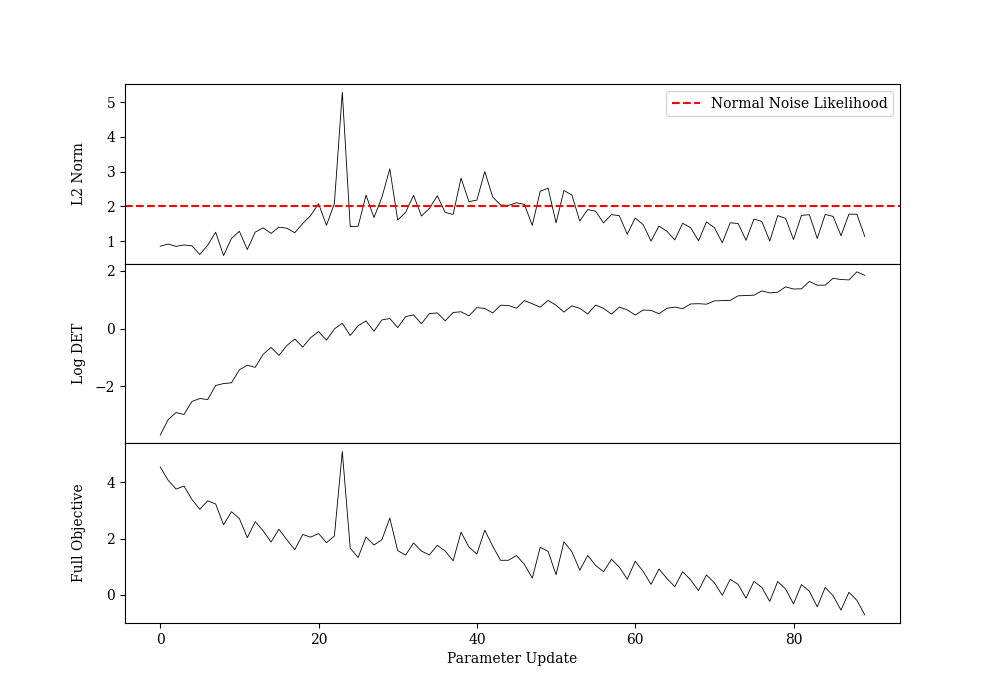 5
4
3
2
1
L2 Norm
Normal Noise Likelihood
2
0
−2
Log DET
4
2
0
Full Objective
0 20 40 60 80
Parameter Update